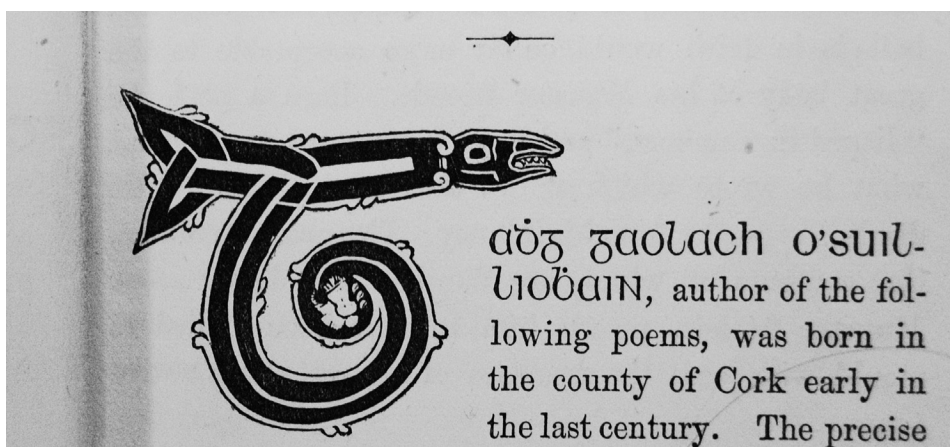 Taḋg gaolach o'suil-
lioḃain, author of the fol-
lowing poems, was born in
the county of Cork early in
the last century. The precise